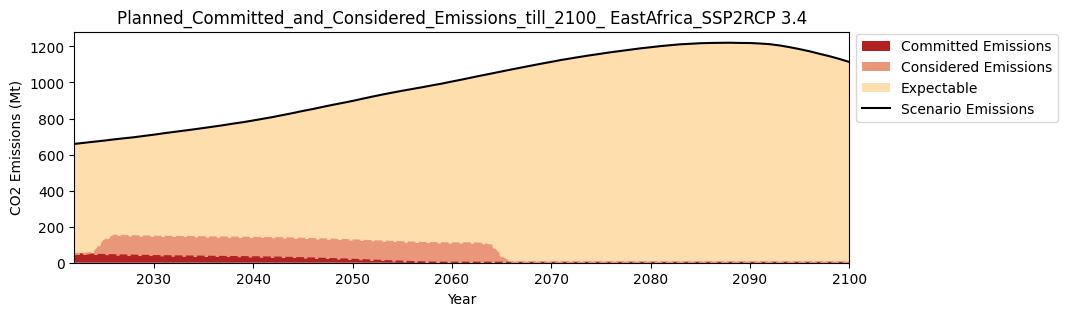 Planned_Committed_and_Considered_Emissions_till_2100_ EastAfrica_SSP2RCP 3.4
Committed Emissions
Considered Emissions
Expectable
Scenario Emissions
CO2 Emissions (Mt)
1200
1000
800
600
400
200
0
2030 2040 2050 2060 2070 2080 2090 2100
Year